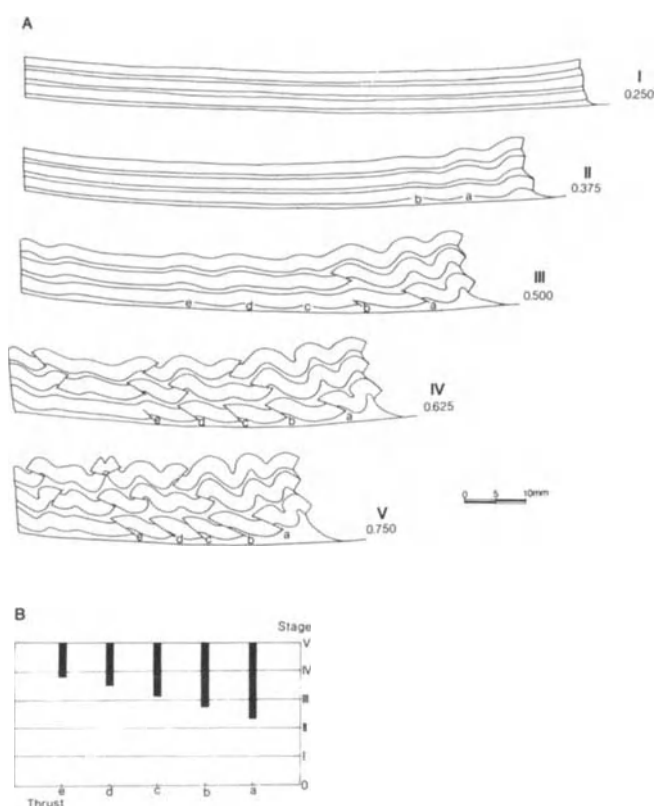 A
I
0.250
b a
II
0.375
e d c b a
III
0.500
e d c b a
IV
0.625
e d c b a
V
0.750
0 5 10mm
B
Stage
V
IV
III
II
I
0
e d c b a
Thrust